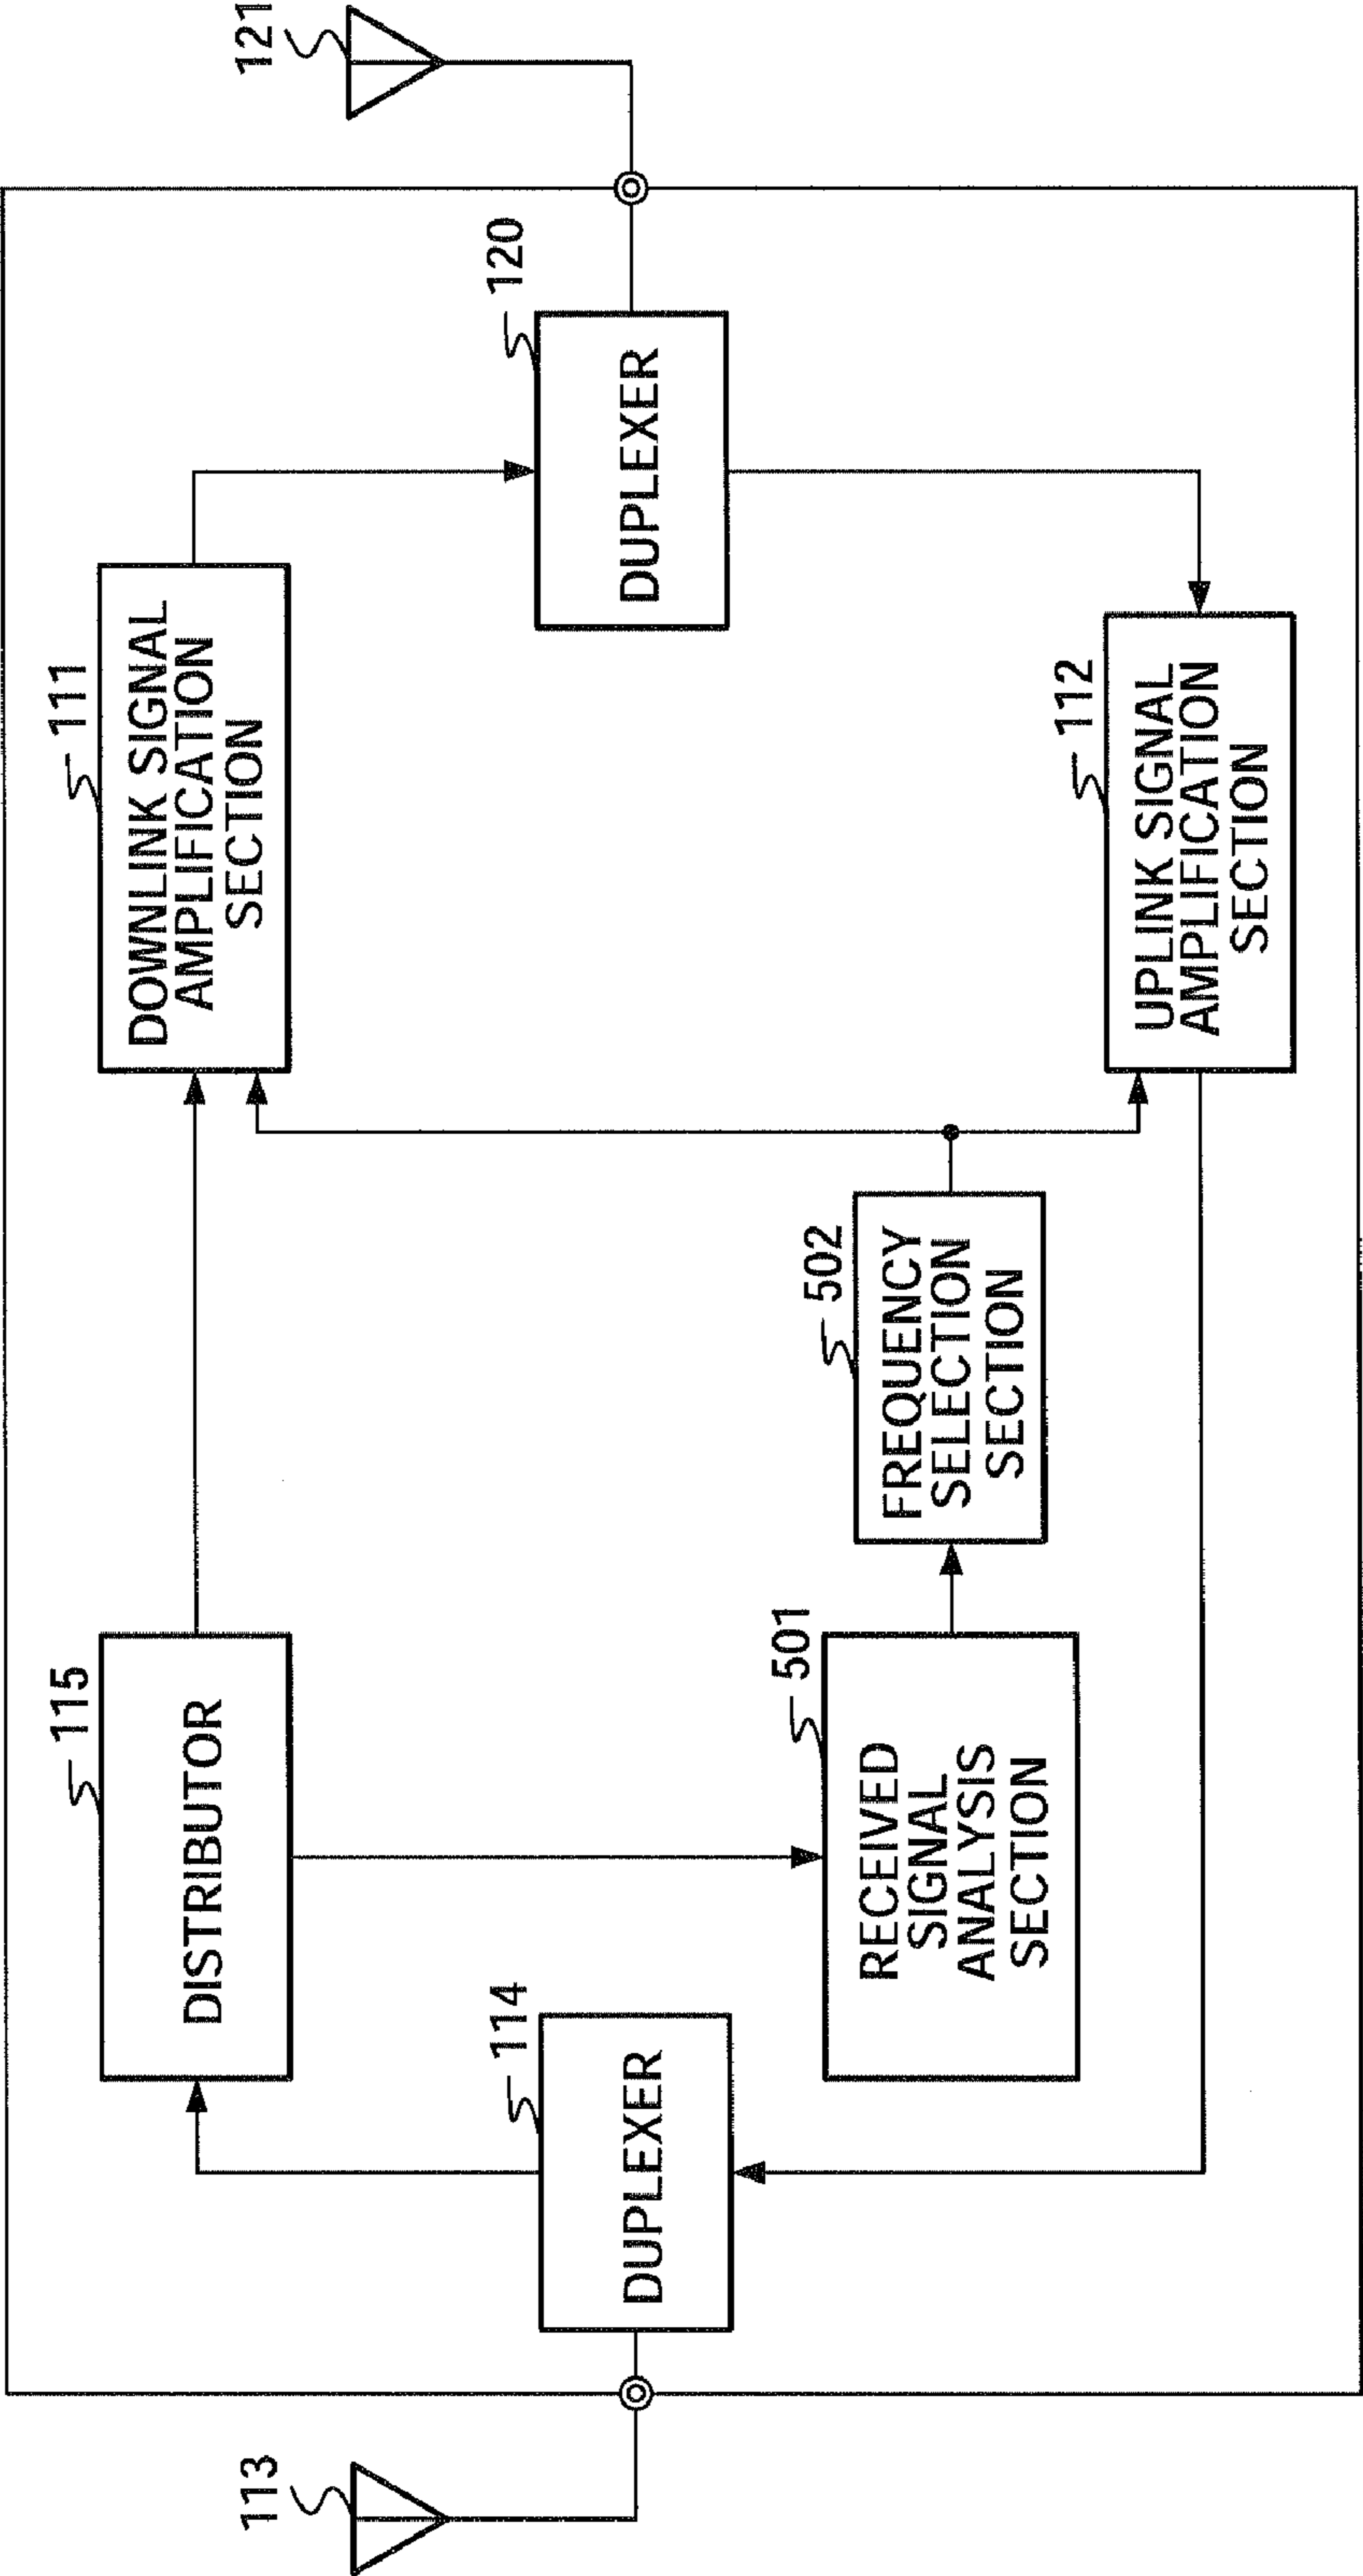 115
DISTRIBUTOR
111
DOWNLINK SIGNAL
AMPLIFICATION
SECTION
113
121
114
DUPLEXER
120
DUPLEXER
501
RECEIVED
SIGNAL
ANALYSIS
SECTION
502
FREQUENCY
SELECTION
SECTION
112
UPLINK SIGNAL
AMPLIFICATION
SECTION